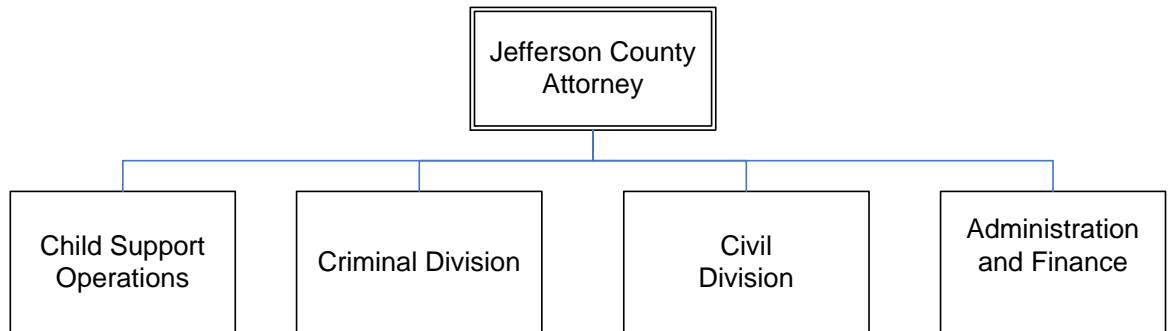 Jefferson County
Attorney
Child Support
Operations
Criminal Division
Civil
Division
Administration
and Finance